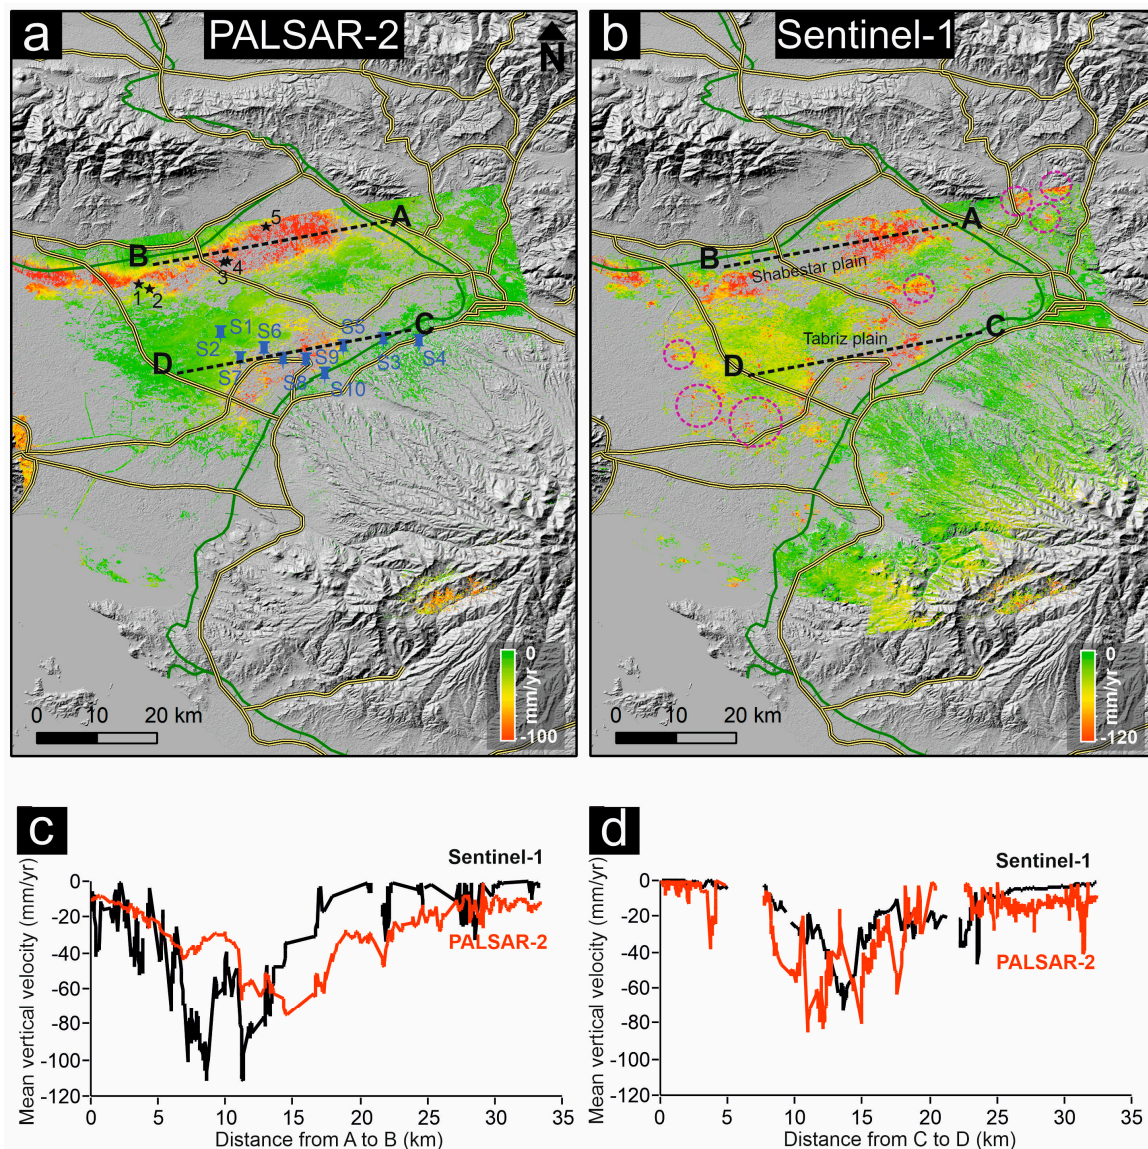 a
PALSAR-2
N
b
Sentinel-1
A
B
5
4
3
1
2
C
D
S1
S6
S5
S2
S9
S3
S4
S7
S8
S10
0
mm/yr
-100
0 10 20 km
A
B
Shabestar plain
Tabriz plain
C
D
0
mm/yr
-120
0 10 20 km
c
Sentinel-1
PALSAR-2
Mean vertical velocity (mm/yr)
0
-20
-40
-60
-80
-100
-120
0 5 10 15 20 25 30 35
Distance from A to B (km)
d
Sentinel-1
PALSAR-2
Mean vertical velocity (mm/yr)
0
-20
-40
-60
-80
-100
-120
0 5 10 15 20 25 30 35
Distance from C to D (km)